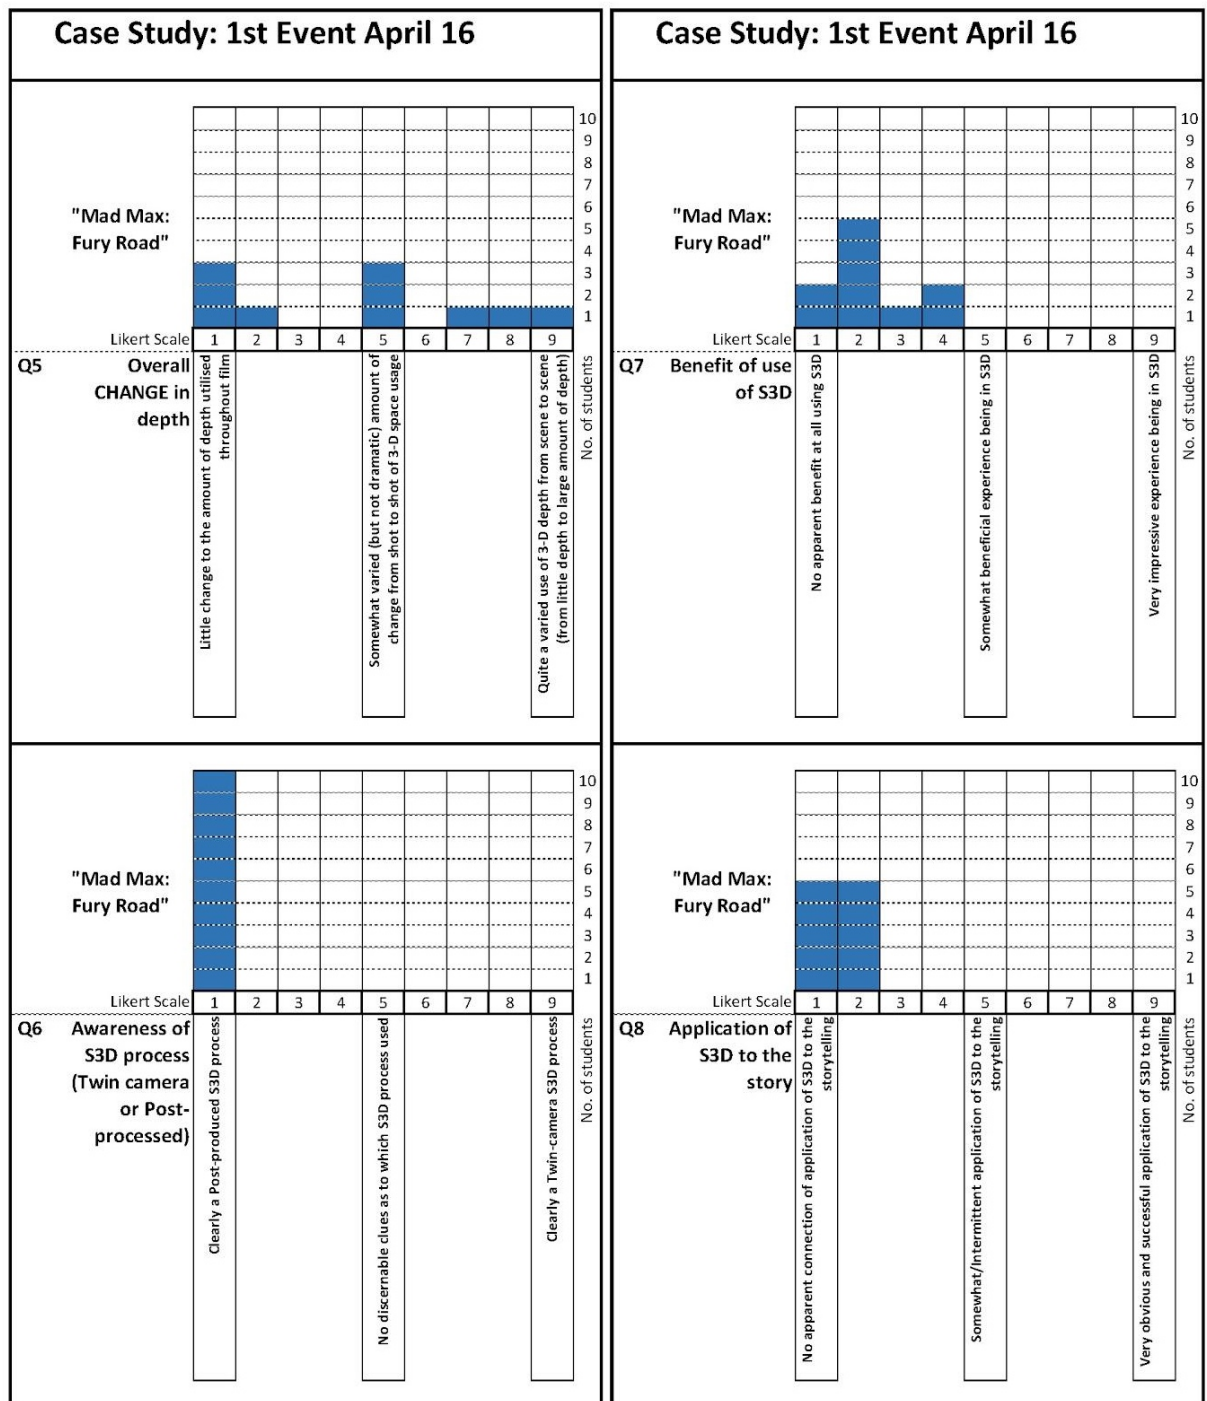 Case Study: 1st Event April 16
10
9
8
7
6
5
4
3
2
1
"Mad Max:
Fury Road"
Likert Scale 1 2 3 4 5 6 7 8 9
Q5 Overall
CHANGE in
depth
Little change to the amount of depth utilised
throughout film
Somewhat varied (but not dramatic) amount of
change from shot to shot of 3-D space usage
Quite a varied use of 3-D depth from scene to scene
(from little depth to large amount of depth)
No. of students
10
9
8
7
6
5
4
3
2
1
"Mad Max:
Fury Road"
Likert Scale 1 2 3 4 5 6 7 8 9
Q6 Awareness of
S3D process
(Twin camera
or Post-
processed)
Clearly a Post-produced S3D process
No discernable clues as to which S3D process used
Clearly a Twin-camera S3D process
No. of students
Case Study: 1st Event April 16
10
9
8
7
6
5
4
3
2
1
"Mad Max:
Fury Road"
Likert Scale 1 2 3 4 5 6 7 8 9
Q7 Benefit of use
of S3D
No apparent benefit at all using S3D
Somewhat beneficial experience being in S3D
Very impressive experience being in S3D
No. of students
10
9
8
7
6
5
4
3
2
1
"Mad Max:
Fury Road"
Likert Scale 1 2 3 4 5 6 7 8 9
Q8 Application of
S3D to the
story
No apparent connection of application of S3D to the
storytelling
Somewhat/Intermittent application of S3D to the
storytelling
Very obvious and successful application of S3D to the
storytelling
No. of students